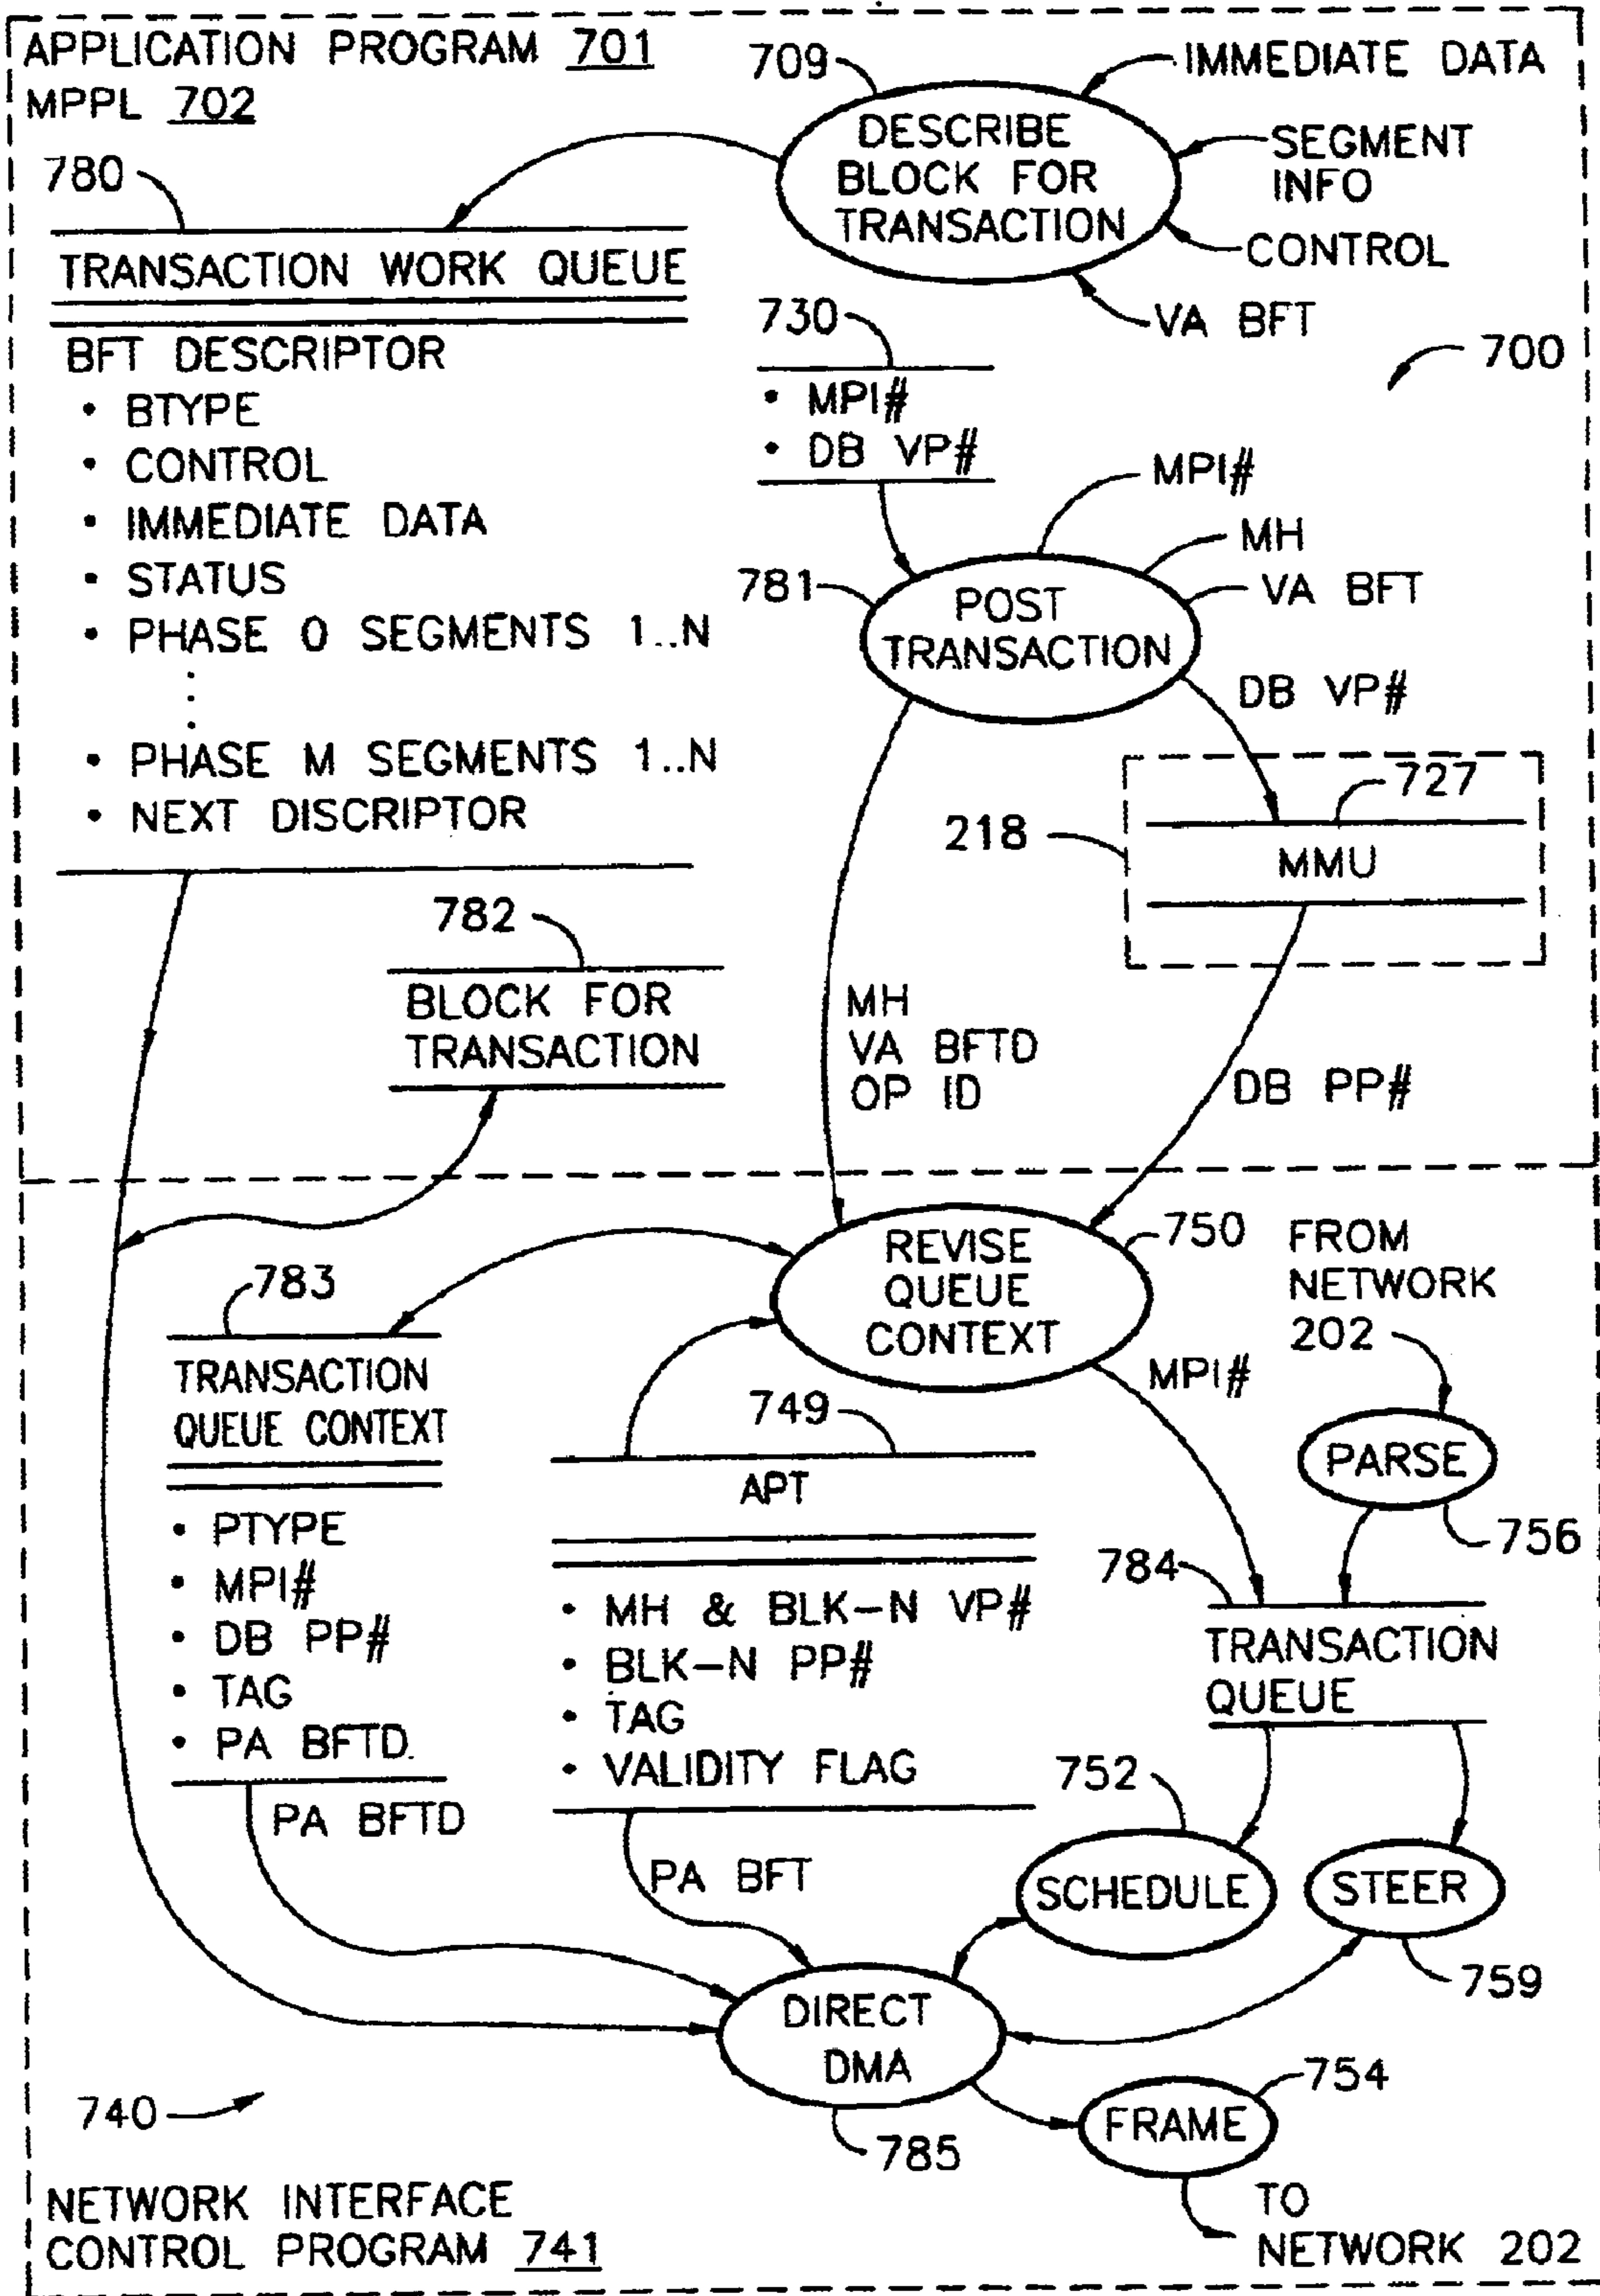 APPLICATION PROGRAM 701
MPPL 702
709
IMMEDIATE DATA
DESCRIBE
BLOCK FOR
TRANSACTION
SEGMENT
INFO
CONTROL
VA BFT
780
TRANSACTION WORK QUEUE
BFT DESCRIPTOR
• BTYPE
• CONTROL
• IMMEDIATE DATA
• STATUS
• PHASE 0 SEGMENTS 1..N
• PHASE M SEGMENTS 1..N
• NEXT DISCRIPTOR
730
• MPI#
• DB VP#
700
MPI#
MH
VA BFT
781
POST
TRANSACTION
DB VP#
727
218
MMU
782
BLOCK FOR
TRANSACTION
MH
VA BFTD
OP ID
DB PP#
REVISE
QUEUE
CONTEXT
750
FROM
NETWORK
202
783
TRANSACTION
QUEUE CONTEXT
• PTYPE
• MPI#
• DB PP#
• TAG
• PA BFTD
PA BFTD
749
APT
• MH & BLK-N VP#
• BLK-N PP#
• TAG
• VALIDITY FLAG
PA BFT
MPI#
PARSE
756
784
TRANSACTION
QUEUE
752
SCHEDULE
STEER
759
DIRECT
DMA
785
754
FRAME
TO
NETWORK 202
740
NETWORK INTERFACE
CONTROL PROGRAM 741